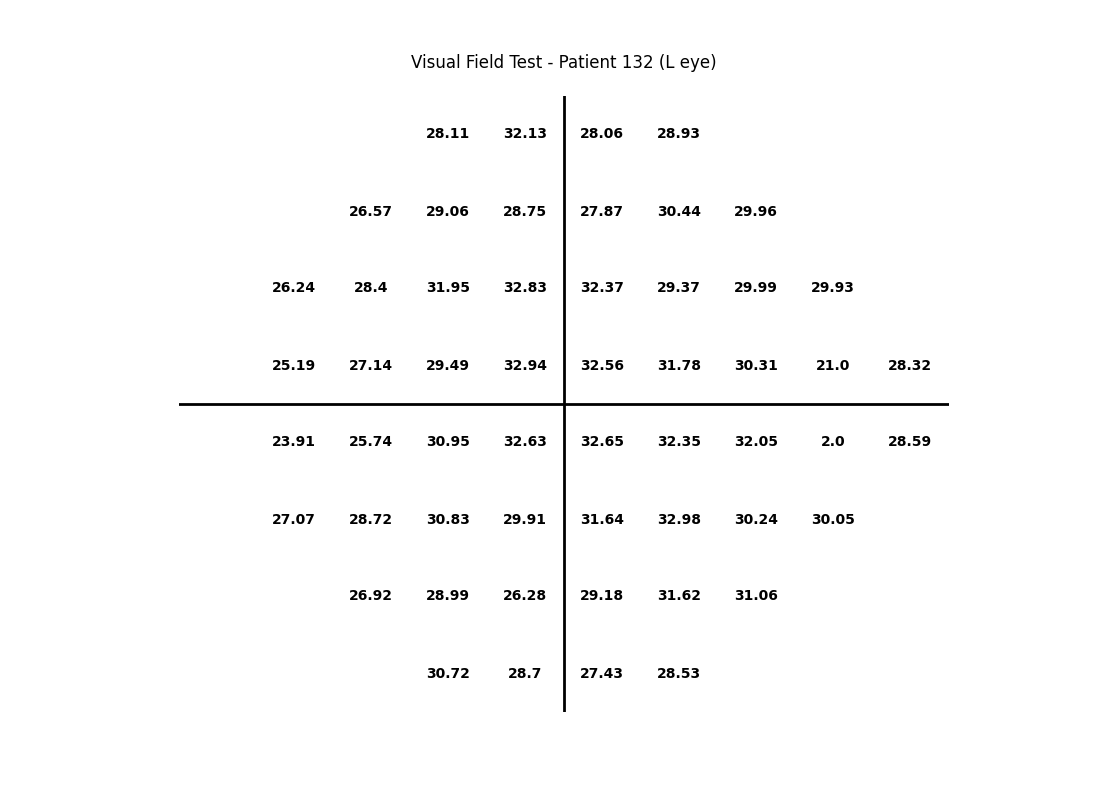 Visual Field Test - Patient 132 (L eye)
28.11 32.13 28.06 28.93
26.57 29.06 28.75 27.87 30.44 29.96
26.24 28.4 31.95 32.83 32.37 29.37 29.99 29.93
25.19 27.14 29.49 32.94 32.56 31.78 30.31 21.0 28.32
23.91 25.74 30.95 32.63 32.65 32.35 32.05 2.0 28.59
27.07 28.72 30.83 29.91 31.64 32.98 30.24 30.05
26.92 28.99 26.28 29.18 31.62 31.06
30.72 28.7 27.43 28.53